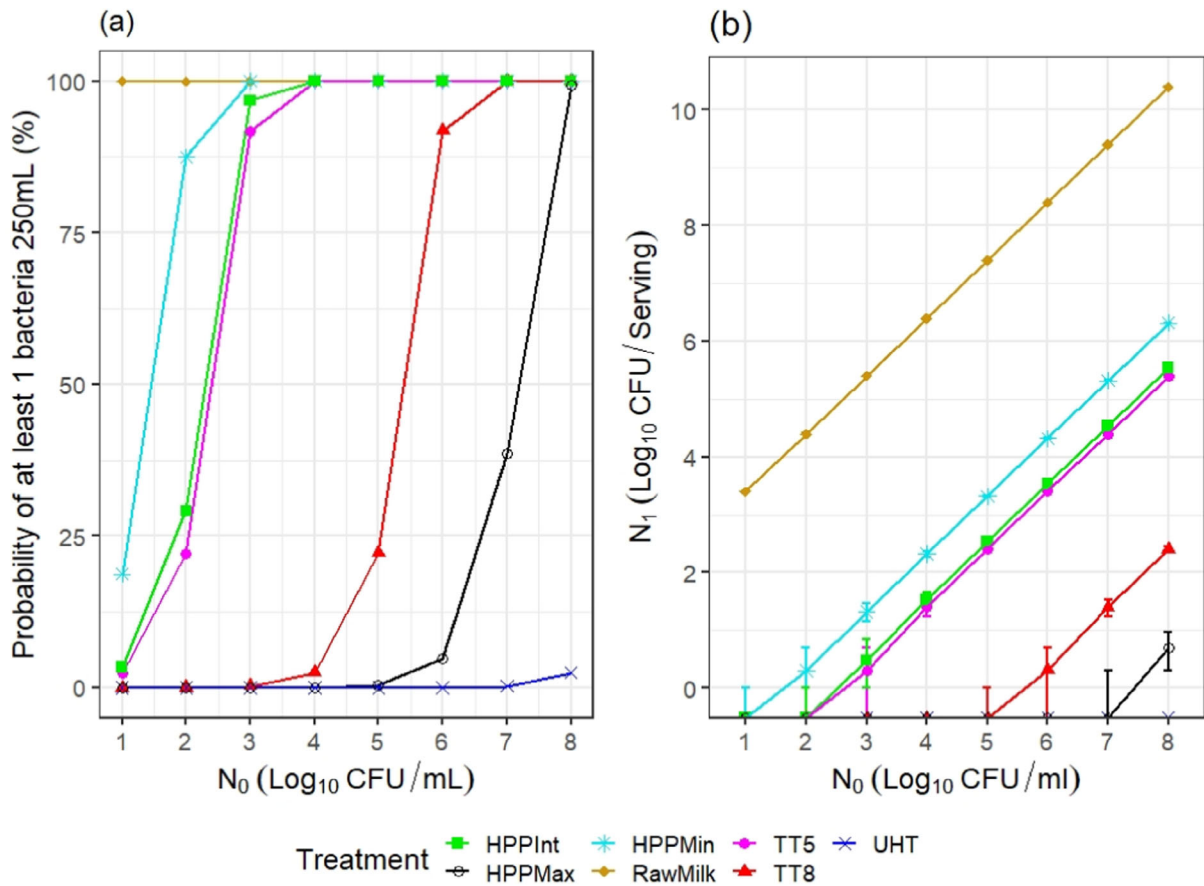 (a)
Probability of at least 1 bacteria 250mL (%)
100
75
50
25
0
1 2 3 4 5 6 7 8
N₀ (Log₁₀ CFU/mL)
(b)
N₁ (Log₁₀ CFU/Serving)
10
8
6
4
2
0
1 2 3 4 5 6 7 8
N₀ (Log₁₀ CFU/ml)
Treatment
HPPInt HPPMin TT5 UHT
HPPMax RawMilk TT8